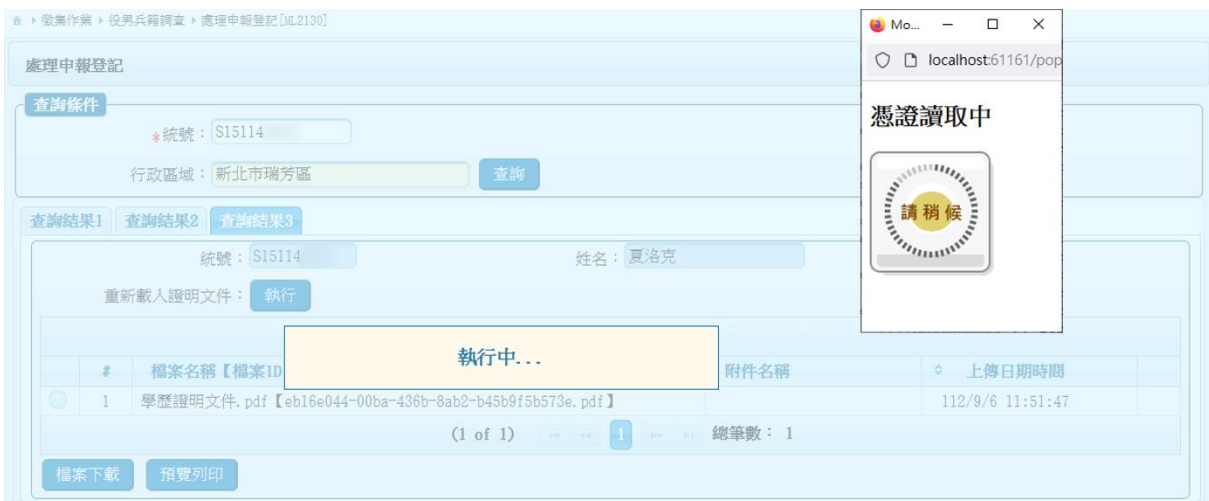 徵集作業 ▸ 役男兵籍調查 ▸ 處理申報登記[ML2130]
處理申報登記
查詢條件
*統號：S15114
行政區域：新北市瑞芳區 查詢
查詢結果1 查詢結果2 查詢結果3
統號：S15114 姓名：夏洛克
重新載入證明文件： 執行
執行中...
# 檔案名稱【檔案ID 附件名稱 上傳日期時間
1 學歷證明文件.pdf【eb16e044-00ba-436b-8ab2-b45b9f5b573e.pdf】 112/9/6 11:51:47
(1 of 1) 1 總筆數： 1
檔案下載 預覽列印
Mo...
localhost:61161/pop
憑證讀取中
請稍候